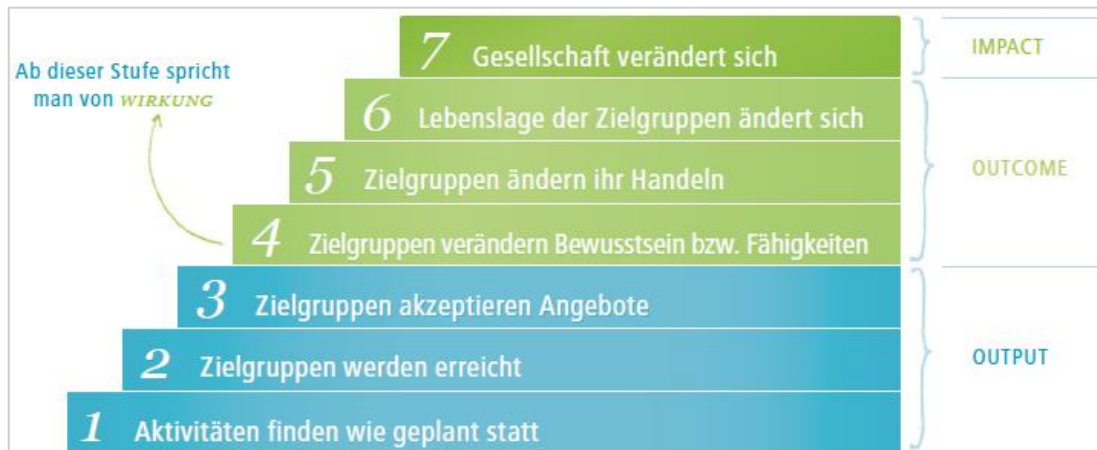 7 Gesellschaft verändert sich
IMPACT
Ab dieser Stufe spricht
man von WIRKUNG
6 Lebenslage der Zielgruppen ändert sich
5 Zielgruppen ändern ihr Handeln
OUTCOME
4 Zielgruppen verändern Bewusstsein bzw. Fähigkeiten
3 Zielgruppen akzeptieren Angebote
2 Zielgruppen werden erreicht
OUTPUT
1 Aktivitäten finden wie geplant statt